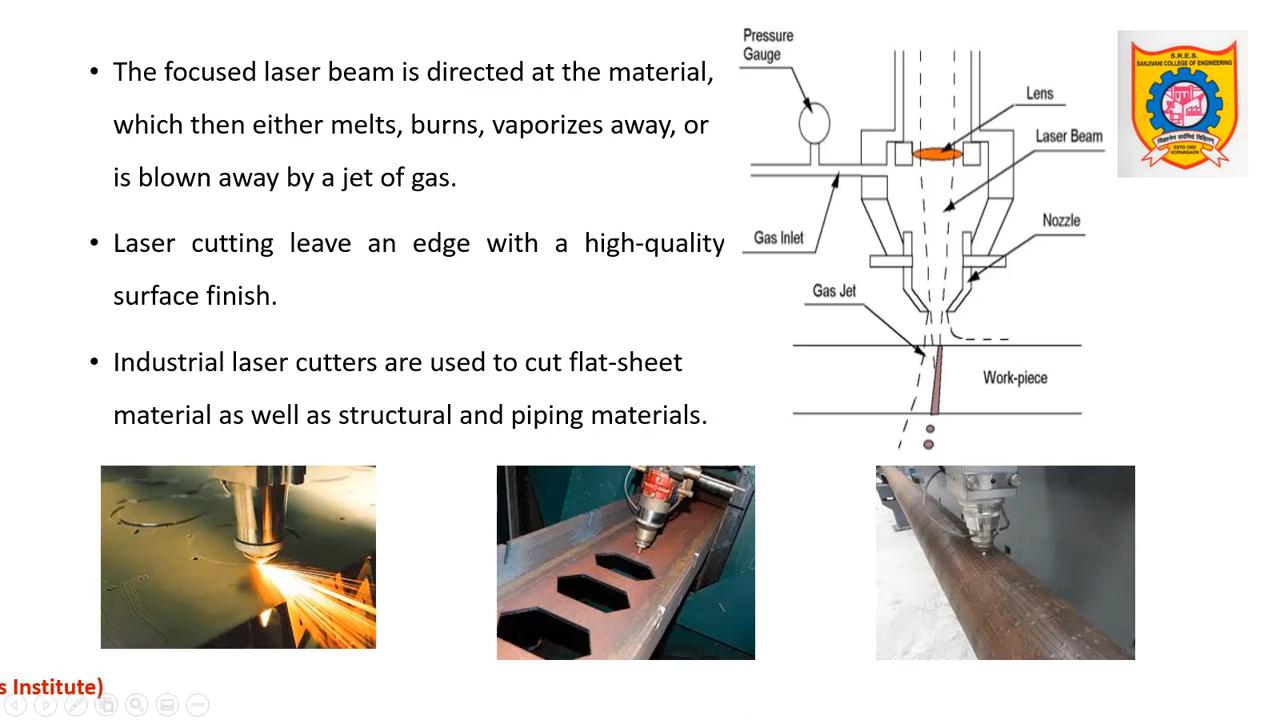 • The focused laser beam is directed at the material,
which then either melts, burns, vaporizes away, or
is blown away by a jet of gas.
• Laser cutting leave an edge with a high-quality
surface finish.
• Industrial laser cutters are used to cut flat-sheet
material as well as structural and piping materials.
Pressure
Gauge
Lens
Laser Beam
Gas Inlet
Nozzle
Gas Jet
Work-piece
S.R.E.S.
SANJIVANI COLLEGE OF ENGINEERING
ESTD.1983
KOPARGAON
s Institute)